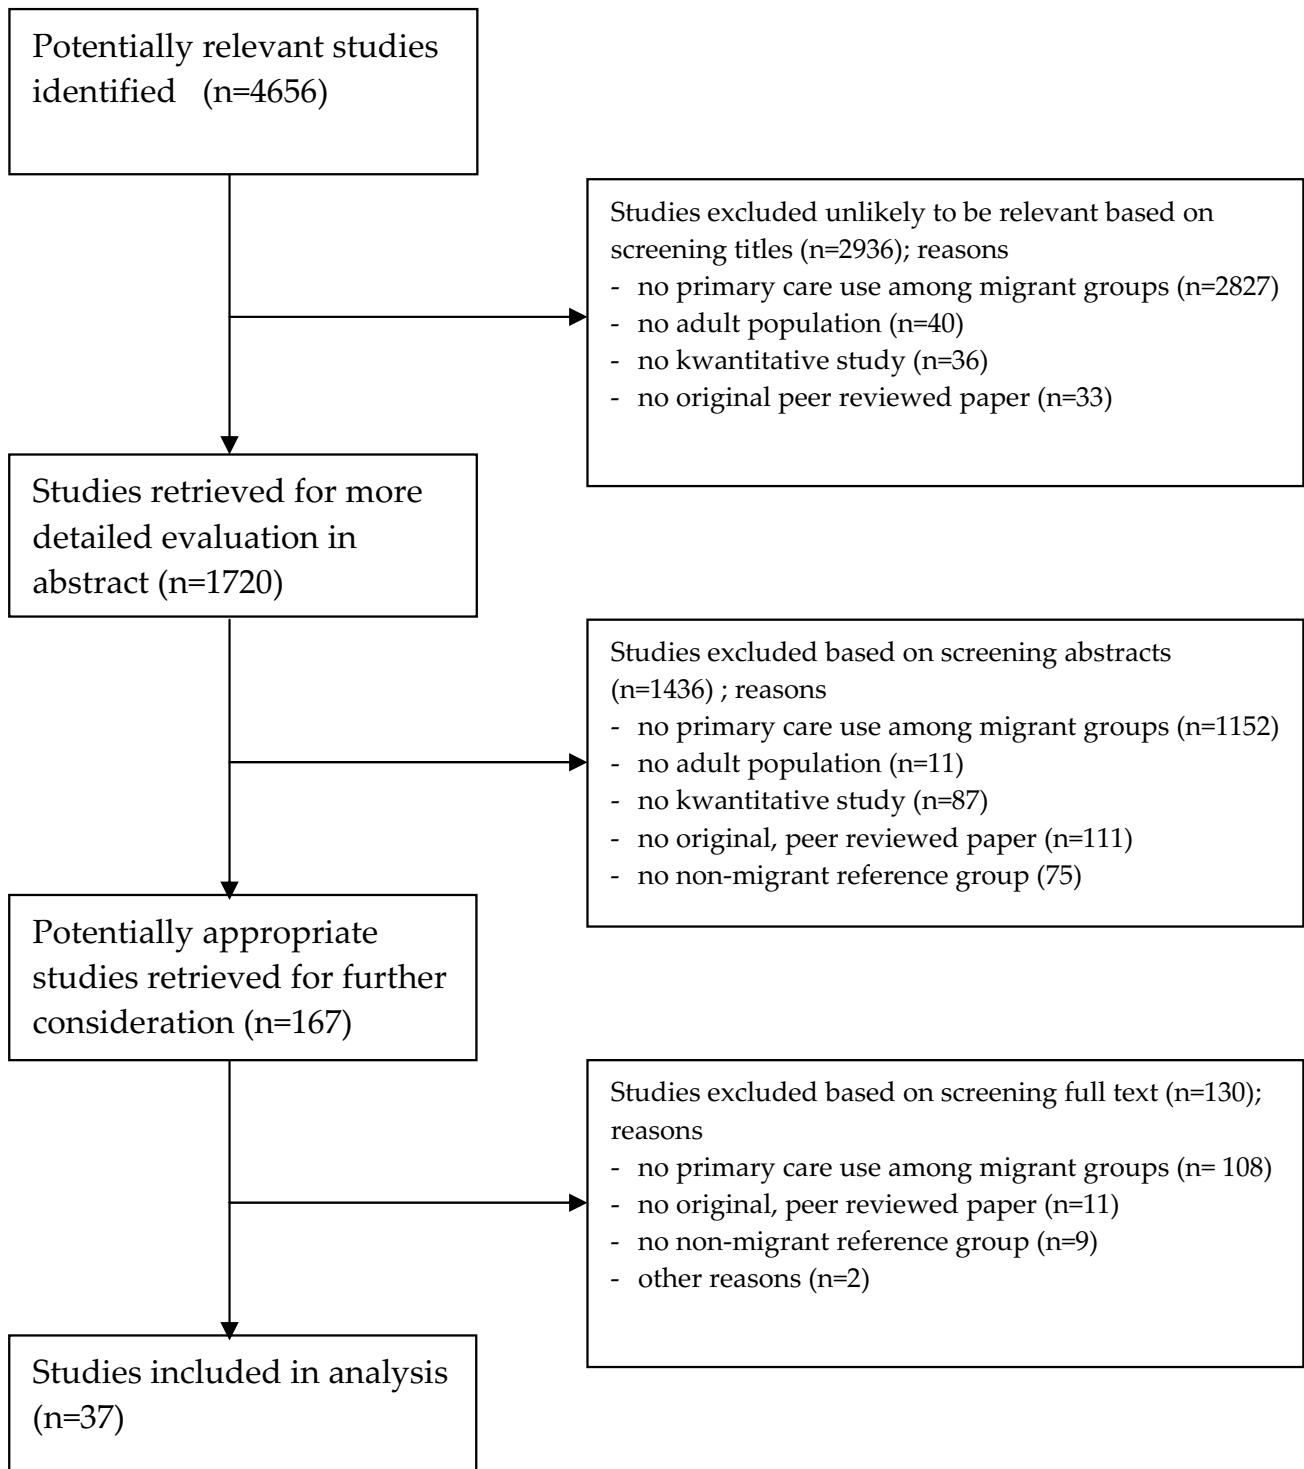 Potentially relevant studies
identified (n=4656)
Studies excluded unlikely to be relevant based on
screening titles (n=2936); reasons
- no primary care use among migrant groups (n=2827)
- no adult population (n=40)
- no kwantitative study (n=36)
- no original peer reviewed paper (n=33)
Studies retrieved for more
detailed evaluation in
abstract (n=1720)
Studies excluded based on screening abstracts
(n=1436) ; reasons
- no primary care use among migrant groups (n=1152)
- no adult population (n=11)
- no kwantitative study (n=87)
- no original, peer reviewed paper (n=111)
- no non-migrant reference group (75)
Potentially appropriate
studies retrieved for further
consideration (n=167)
Studies excluded based on screening full text (n=130);
reasons
- no primary care use among migrant groups (n= 108)
- no original, peer reviewed paper (n=11)
- no non-migrant reference group (n=9)
- other reasons (n=2)
Studies included in analysis
(n=37)